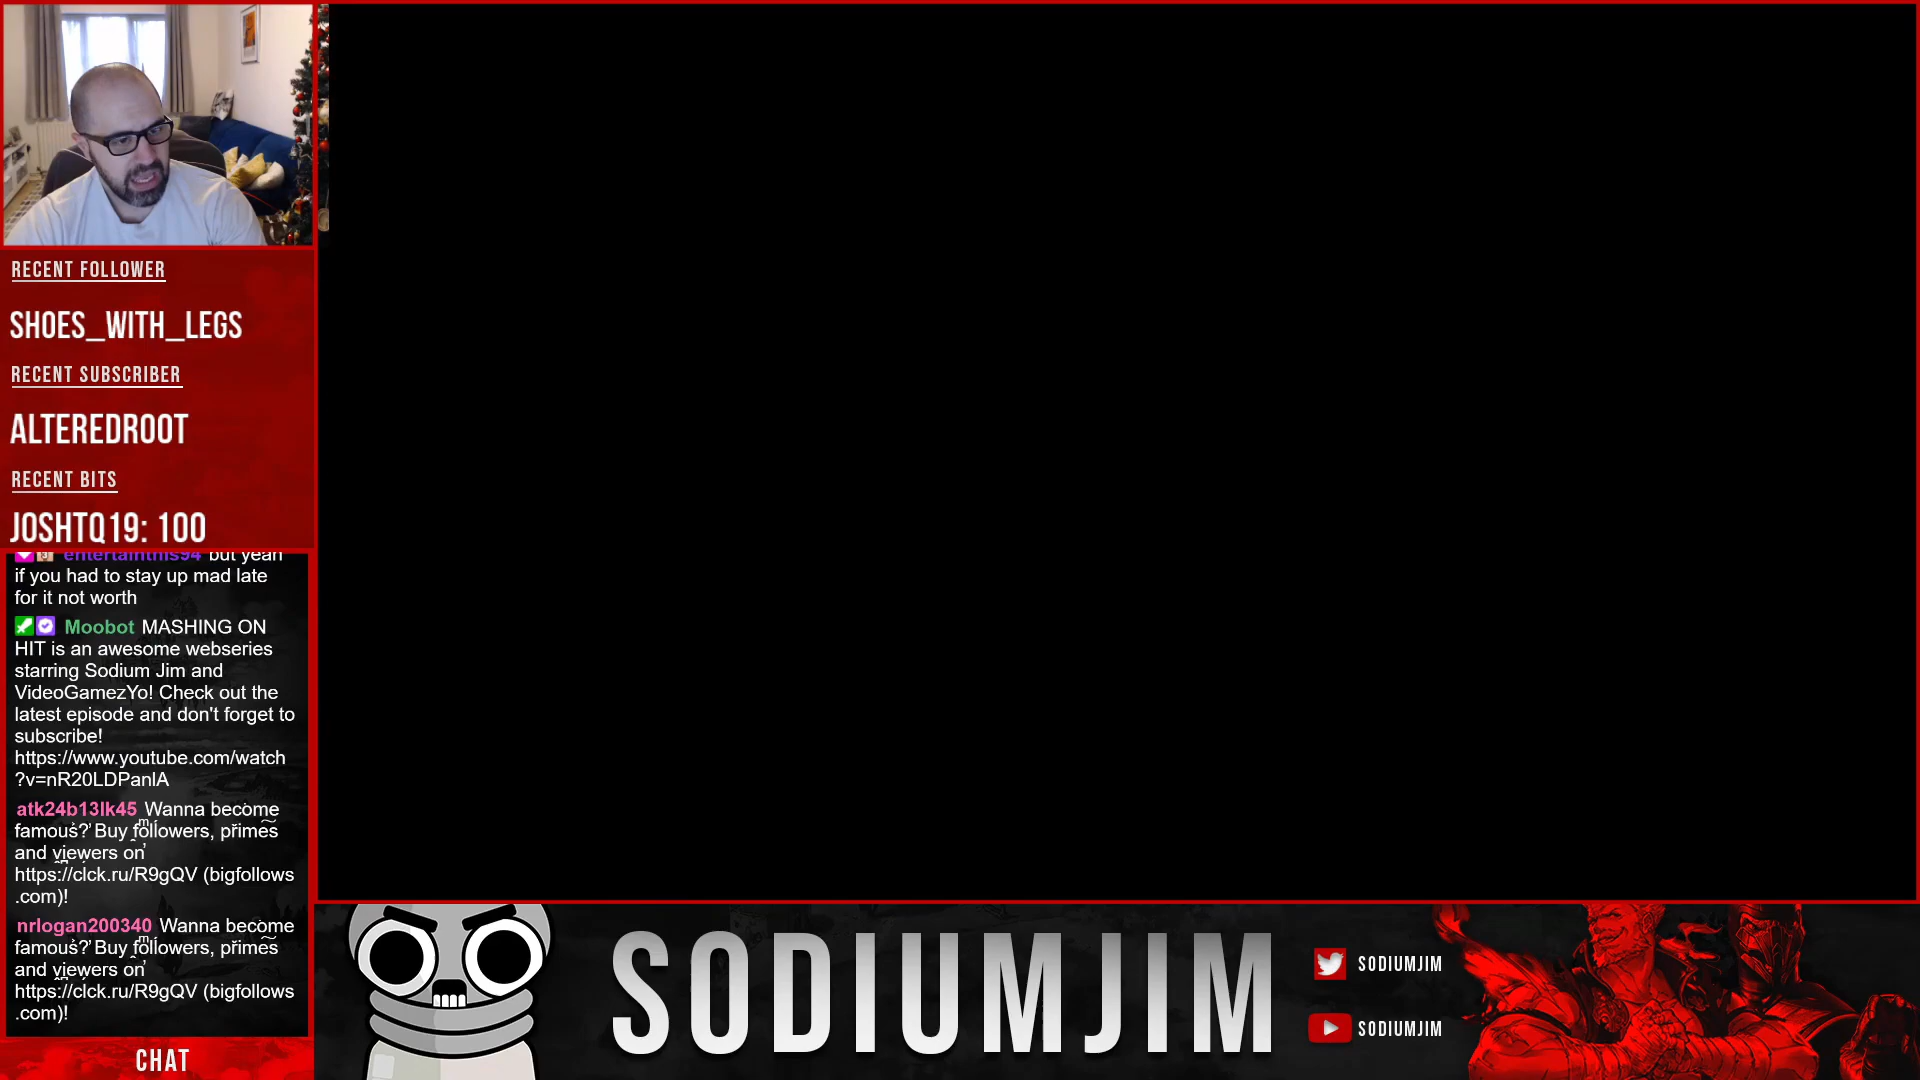 RECENT FOLLOWER
SHOES_WITH_LEGS
RECENT SUBSCRIBER
ALTEREDROOT
RECENT BITS
JOSHTQ19: 100
entertainthis94 but yeah
if you had to stay up mad late
for it not worth
Moobot MASHING ON
HIT is an awesome webseries
starring Sodium Jim and
VideoGamezYo! Check out the
latest episode and don't forget to
subscribe!
https://www.youtube.com/watch
?v=nR20LDPanlA
atk24b13lk45 Wanna become
famous? Buy followers, primes
and viewers on
https://clck.ru/R9gQV (bigfollows
.com)!
nrlogan200340 Wanna become
famous? Buy followers, primes
and viewers on
https://clck.ru/R9gQV (bigfollows
.com)!
CHAT
SODIUMJIM
SODIUMJIM
SODIUMJIM